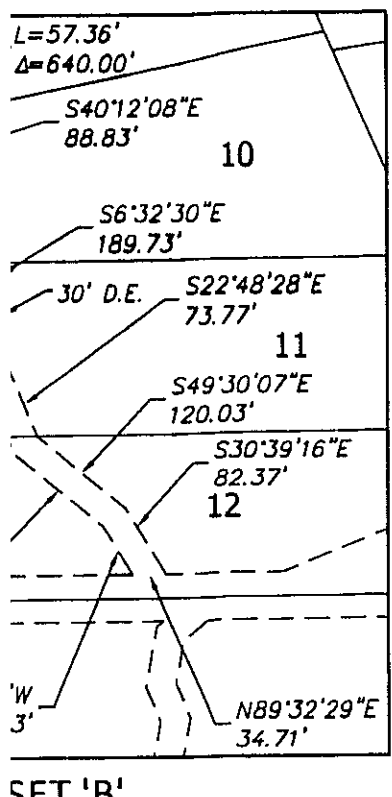 L=57.36'
Δ=640.00'
S40°12'08"E
88.83'
10
S6°32'30"E
189.73'
30' D.E.
S22°48'28"E
73.77'
11
S49°30'07"E
120.03'
S30°39'16"E
82.37'
12
'W
3'
N89°32'29"E
34.71'
SET 'B'